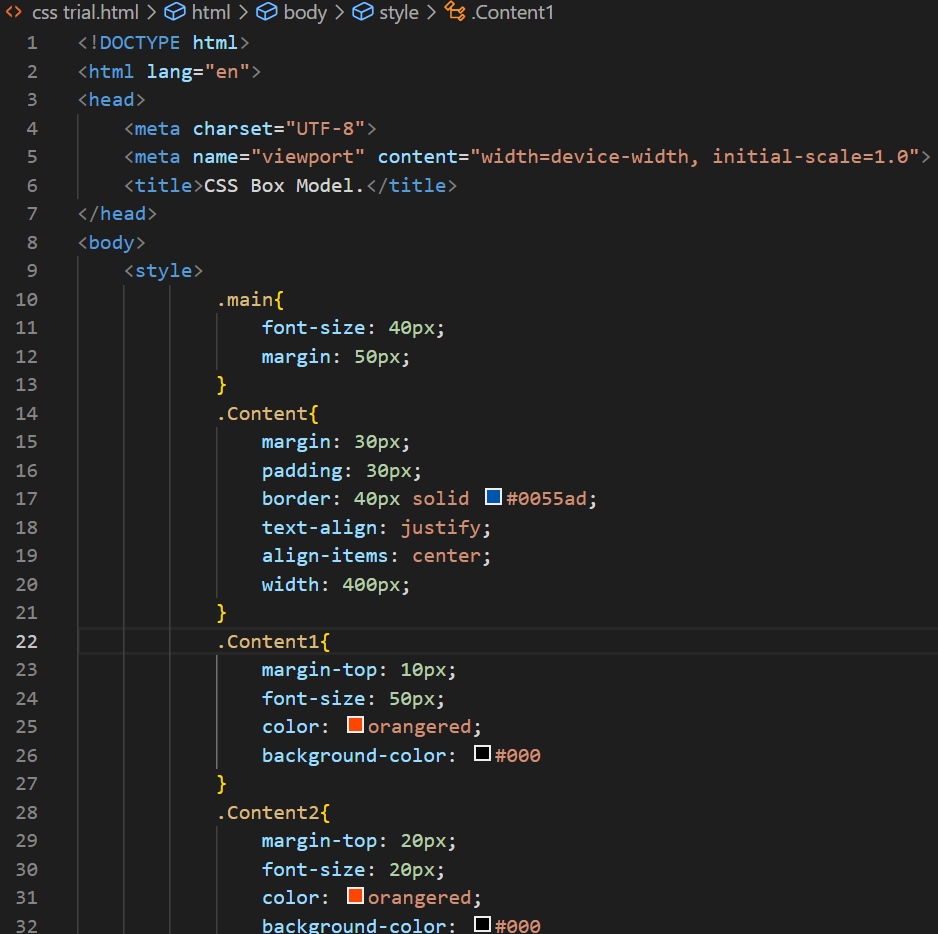 <> css trial.html > html > body > style > .Content1
1 <!DOCTYPE html>
2 <html lang="en">
3 <head>
4 <meta charset="UTF-8">
5 <meta name="viewport" content="width=device-width, initial-scale=1.0">
6 <title>CSS Box Model.</title>
7 </head>
8 <body>
9 <style>
10 .main{
11 font-size: 40px;
12 margin: 50px;
13 }
14 .Content{
15 margin: 30px;
16 padding: 30px;
17 border: 40px solid #0055ad;
18 text-align: justify;
19 align-items: center;
20 width: 400px;
21 }
22 .Content1{
23 margin-top: 10px;
24 font-size: 50px;
25 color: orangered;
26 background-color: #000
27 }
28 .Content2{
29 margin-top: 20px;
30 font-size: 20px;
31 color: orangered;
32 background-color: #000